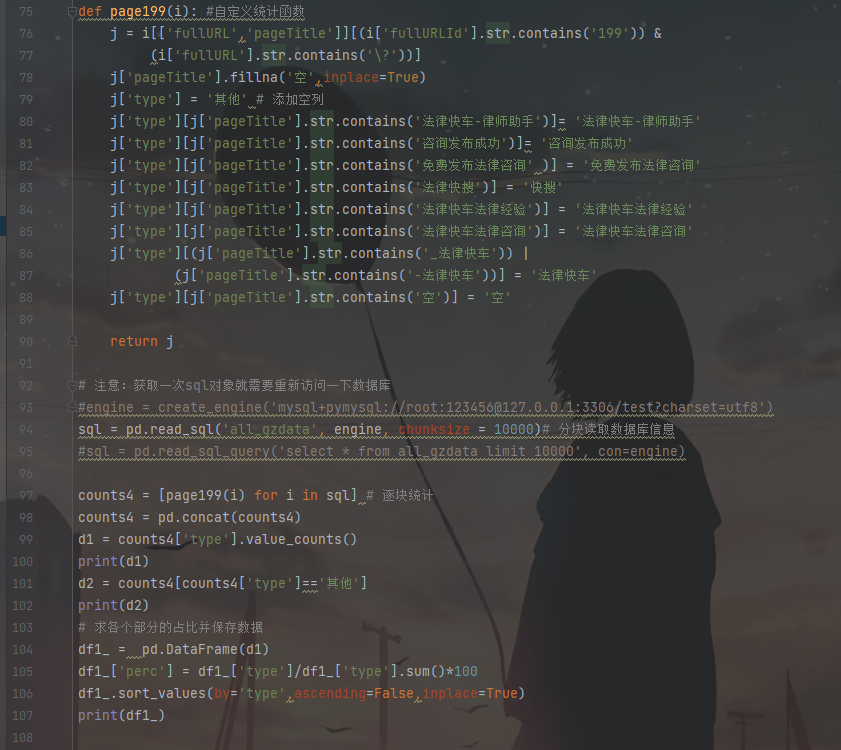 75 def page199(i): #自定义统计函数
76     j = i[['fullURL','pageTitle']][(i['fullURLId'].str.contains('199')) &
77          (i['fullURL'].str.contains('\?'))]
78     j['pageTitle'].fillna('空',inplace=True)
79     j['type'] = '其他' # 添加空列
80     j['type'][j['pageTitle'].str.contains('法律快车-律师助手')]= '法律快车-律师助手'
81     j['type'][j['pageTitle'].str.contains('咨询发布成功')]= '咨询发布成功'
82     j['type'][j['pageTitle'].str.contains('免费发布法律咨询' )] = '免费发布法律咨询'
83     j['type'][j['pageTitle'].str.contains('法律快搜')] = '快搜'
84     j['type'][j['pageTitle'].str.contains('法律快车法律经验')] = '法律快车法律经验'
85     j['type'][j['pageTitle'].str.contains('法律快车法律咨询')] = '法律快车法律咨询'
86     j['type'][(j['pageTitle'].str.contains('_法律快车')) |
87             (j['pageTitle'].str.contains('-法律快车'))] = '法律快车'
88     j['type'][j['pageTitle'].str.contains('空')] = '空'
89
90     return j
91
92 # 注意：获取一次sql对象就需要重新访问一下数据库
93 #engine = create_engine('mysql+pymysql://root:123456@127.0.0.1:3306/test?charset=utf8')
94 sql = pd.read_sql('all_gzdata', engine, chunksize = 10000)# 分块读取数据库信息
95 #sql = pd.read_sql_query('select * from all_gzdata limit 10000', con=engine)
96
97 counts4 = [page199(i) for i in sql] # 逐块统计
98 counts4 = pd.concat(counts4)
99 d1 = counts4['type'].value_counts()
100 print(d1)
101 d2 = counts4[counts4['type']=='其他']
102 print(d2)
103 # 求各个部分的占比并保存数据
104 df1_ =  pd.DataFrame(d1)
105 df1_['perc'] = df1_['type']/df1_['type'].sum()*100
106 df1_.sort_values(by='type',ascending=False,inplace=True)
107 print(df1_)
108